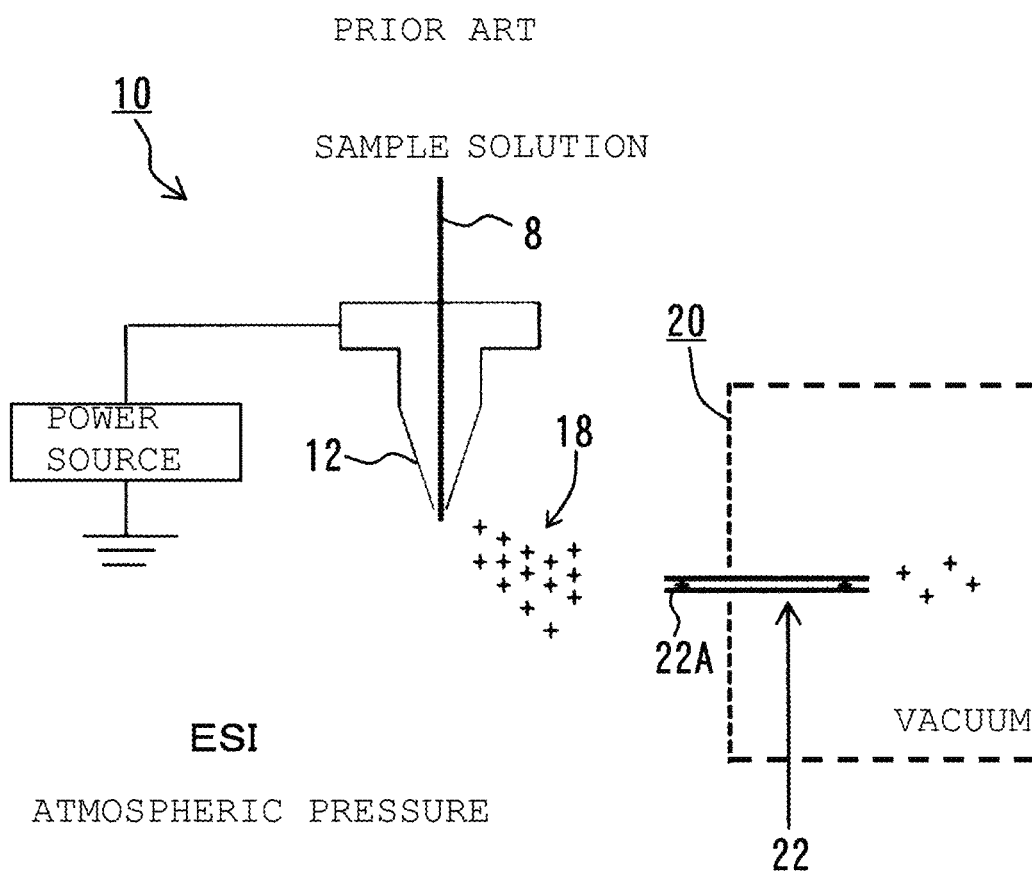 PRIOR ART
10
SAMPLE SOLUTION
8
20
POWER
SOURCE
12
18
22A
VACUUM
ESI
ATMOSPHERIC PRESSURE
22